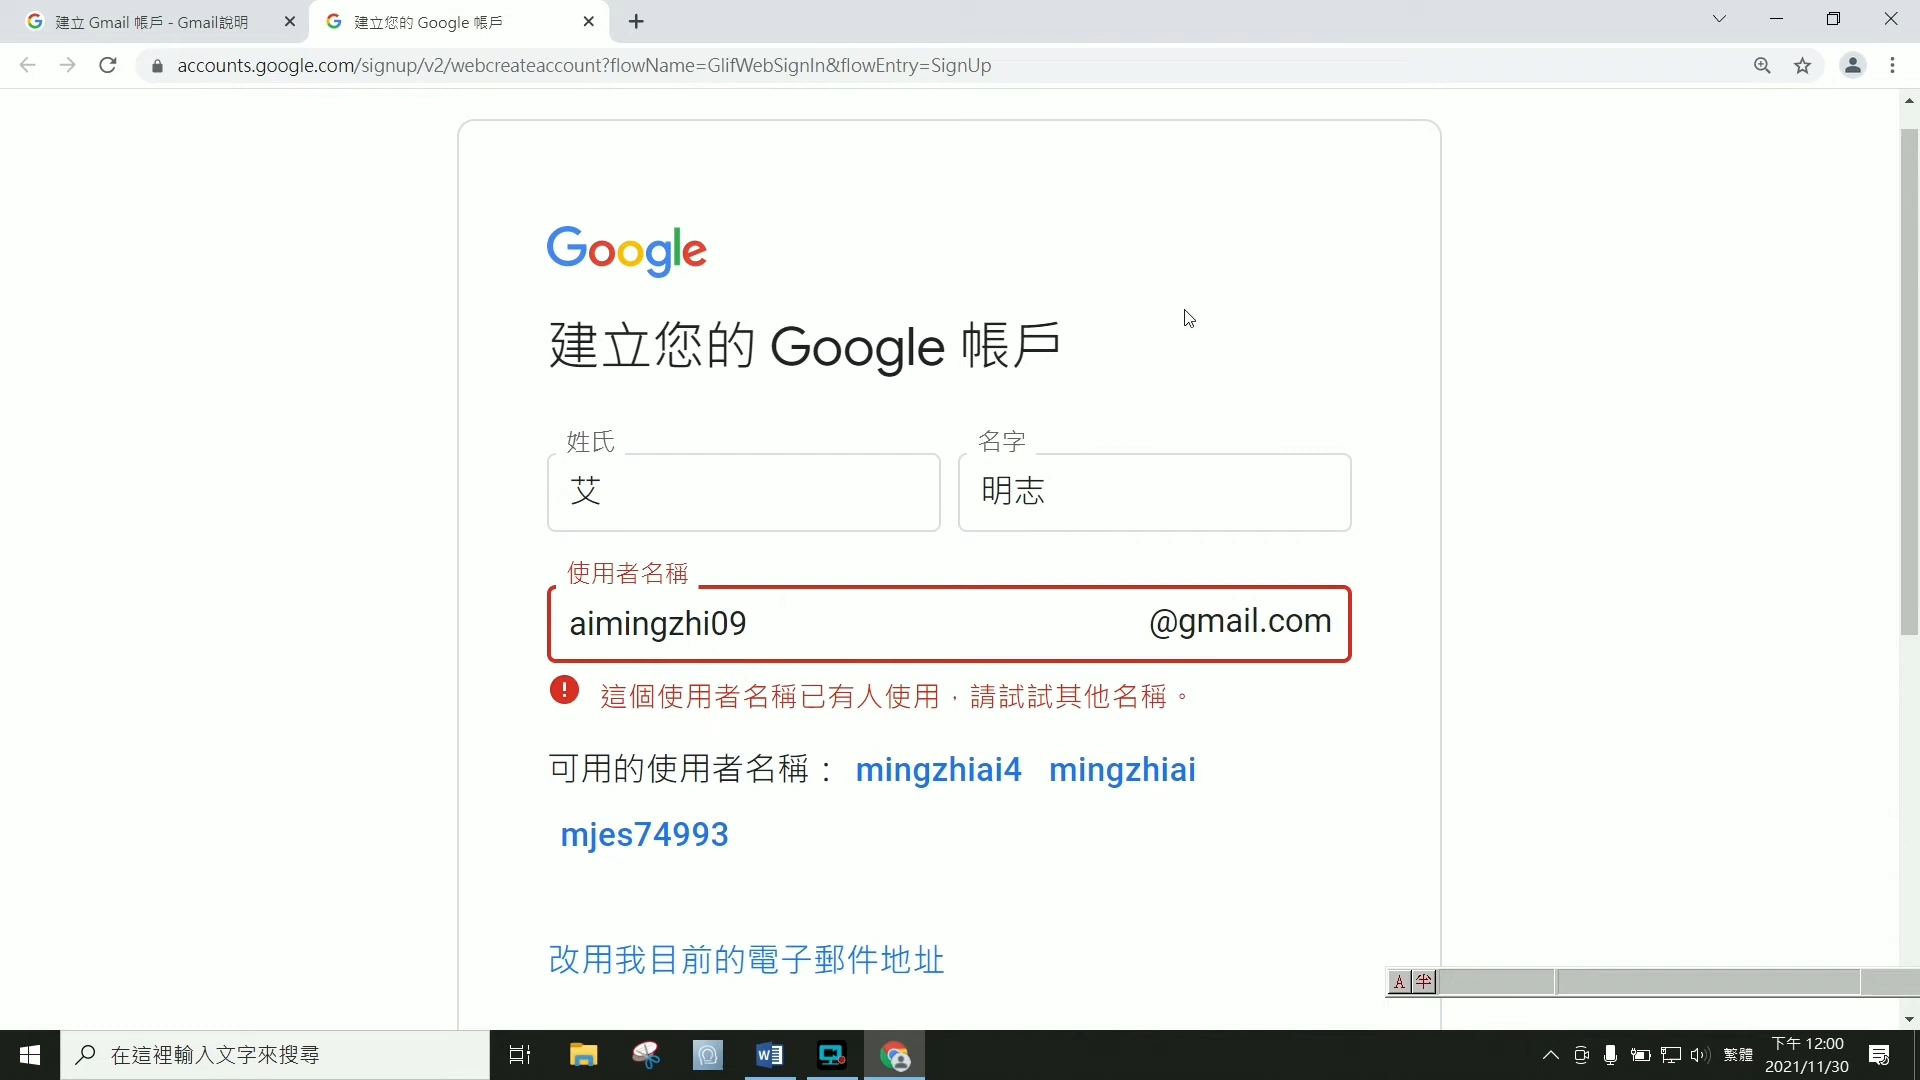 建立 Gmail 帳戶 - Gmail說明
建立您的 Google 帳戶
accounts.google.com/signup/v2/webcreateaccount?flowName=GlifWebSignIn&flowEntry=SignUp
Google
建立您的 Google 帳戶
姓氏
名字
艾
明志
使用者名稱
aimingzhi09
@gmail.com
這個使用者名稱已有人使用，請試試其他名稱。
可用的使用者名稱： mingzhiai4 mingzhiai
mjes74993
改用我目前的電子郵件地址
A 半
在這裡輸入文字來搜尋
繁體
下午 12:00
2021/11/30